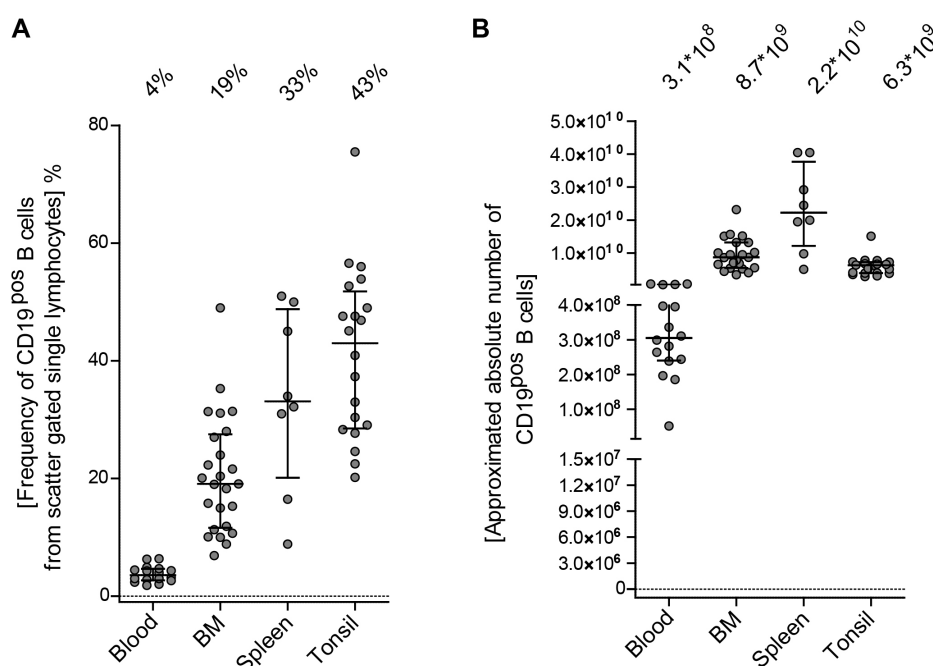 A
4%
19%
33%
43%
[Frequency of CD19pos B cells
from scatter gated single lymphocytes] %
80
60
40
20
0
Blood
BM
Spleen
Tonsil
B
3.1*10^8
8.7*10^9
2.2*10^10
6.3*10^9
[Approximated absolute number of
CD19pos B cells]
5.0×10^10
4.0×10^10
3.0×10^10
2.0×10^10
1.0×10^10
4.0×10^8
3.0×10^8
2.0×10^8
1.0×10^8
1.5×10^7
1.2×10^7
9.0×10^6
6.0×10^6
3.0×10^6
0
Blood
BM
Spleen
Tonsil